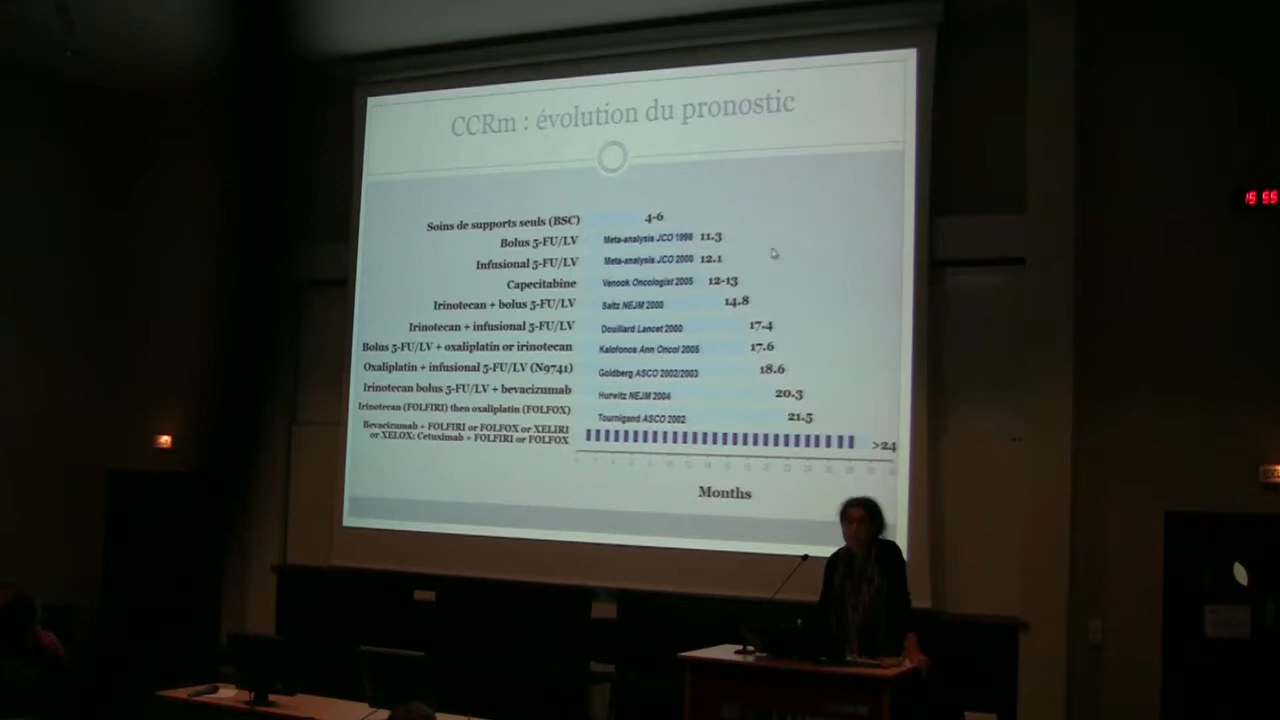 CCRm : évolution du pronostic
Soins de supports seuls (BSC) 4-6
Bolus 5-FU/LV Meta-analysis JCO 1998 11.3
Infusional 5-FU/LV Meta-analysis JCO 2000 12.1
Capecitabine Venook Oncologist 2005 12-13
Irinotecan + bolus 5-FU/LV Saltz NEJM 2000 14.8
Irinotecan + infusional 5-FU/LV Douillard Lancet 2000 17.4
Bolus 5-FU/LV + oxaliplatin or irinotecan Kalofonos Ann Oncol 2005 17.6
Oxaliplatin + infusional 5-FU/LV (N9741) Goldberg ASCO 2002/2003 18.6
Irinotecan bolus 5-FU/LV + bevacizumab Hurwitz NEJM 2004 20.3
Irinotecan (FOLFIRI) then oxaliplatin (FOLFOX) Tournigand ASCO 2002 21.5
Bevacizumab + FOLFIRI or FOLFOX or XELIRI
or XELOX; Cetuximab + FOLFIRI or FOLFOX >24
Months
15 55